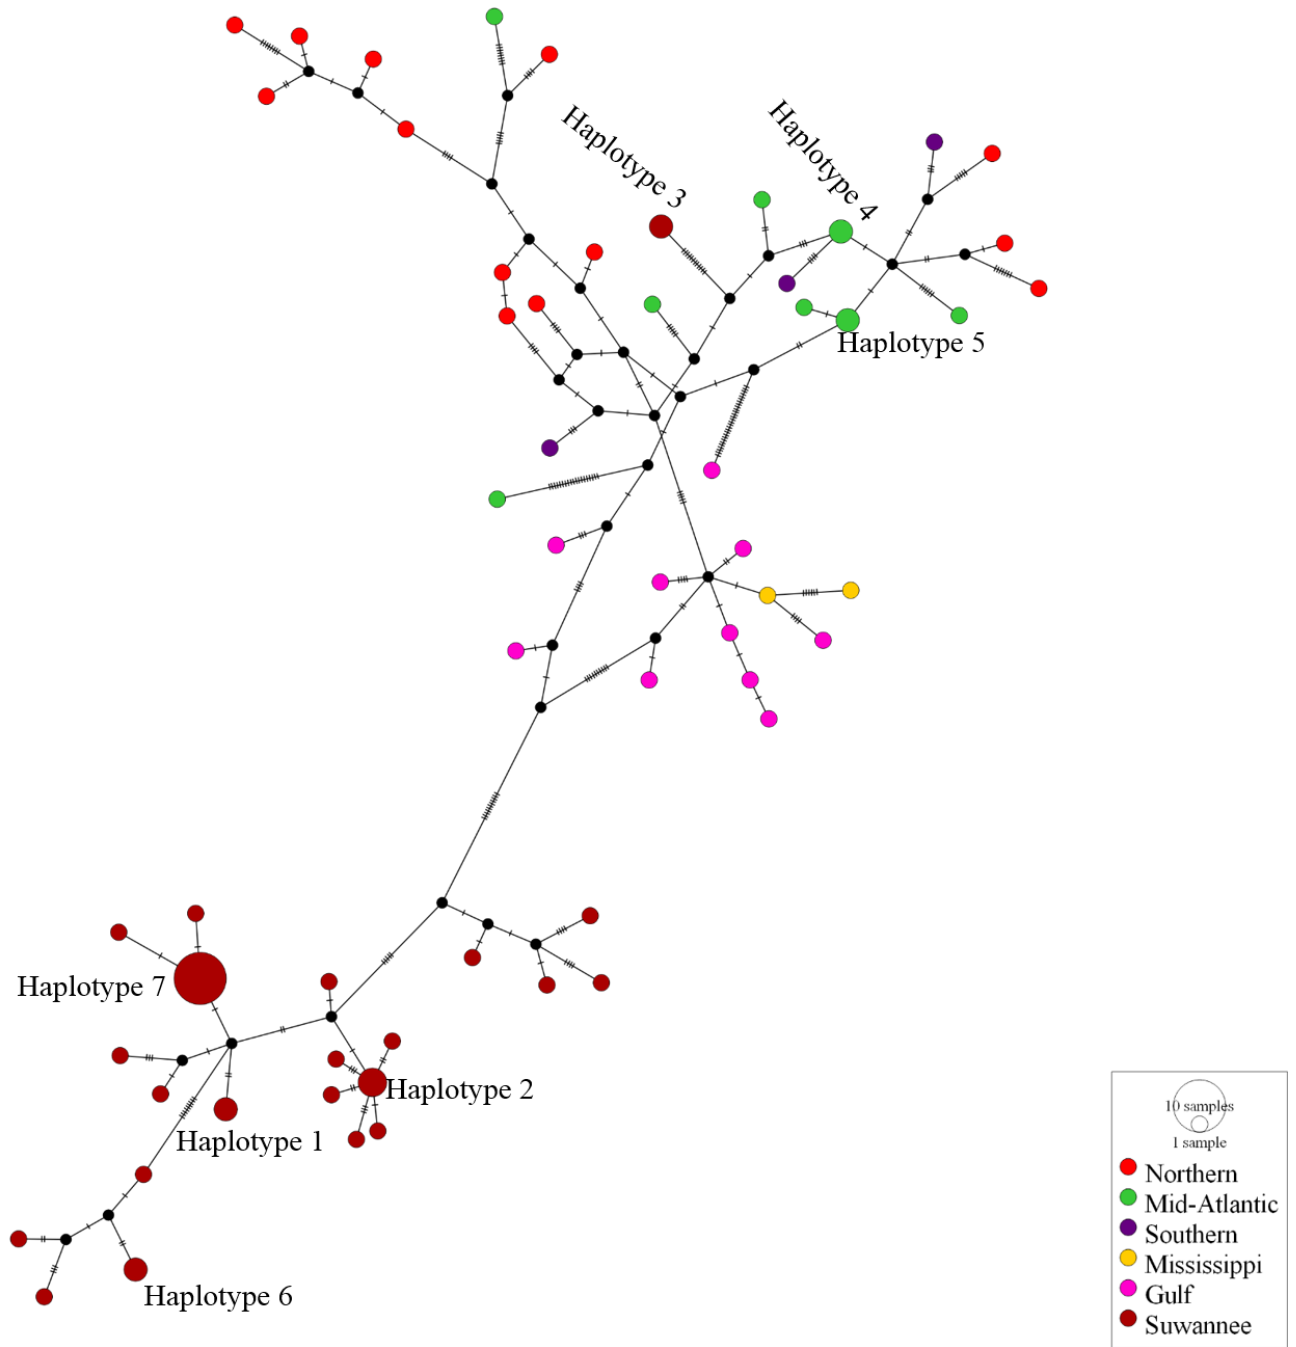 Haplotype 3
Haplotype 4
Haplotype 5
Haplotype 7
Haplotype 2
Haplotype 1
Haplotype 6
10 samples
1 sample
Northern
Mid-Atlantic
Southern
Mississippi
Gulf
Suwannee